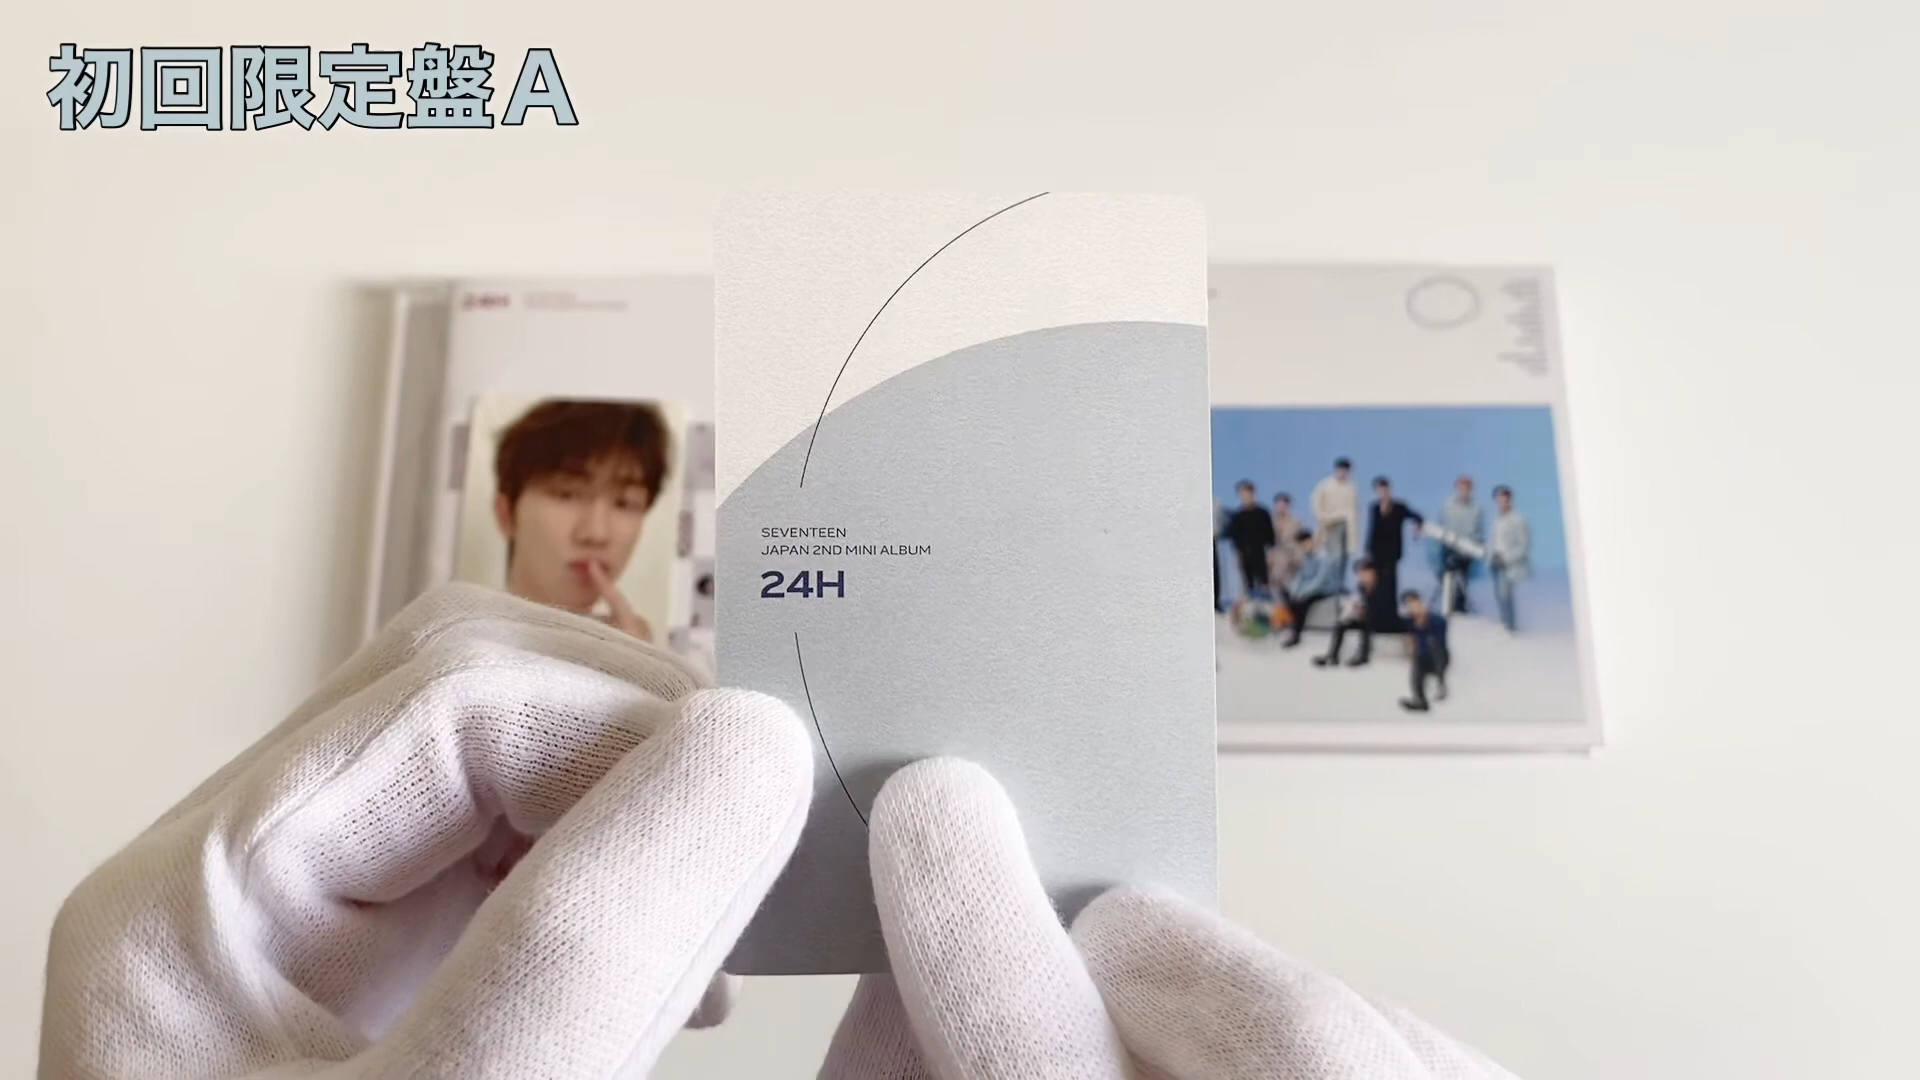 初回限定盤A
24H
SEVENTEEN
JAPAN 2ND MINI ALBUM
24H